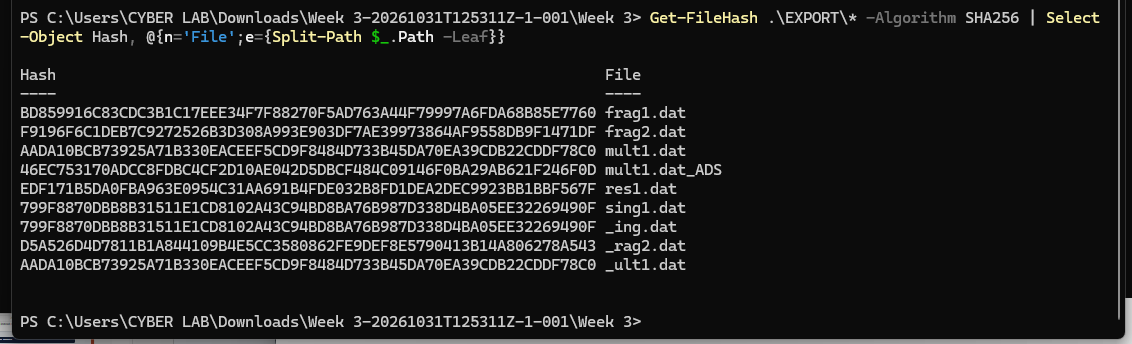 PS C:\Users\CYBER LAB\Downloads\Week 3-20261031T125311Z-1-001\Week 3> Get-FileHash .\EXPORT\* -Algorithm SHA256 | Select
-Object Hash, @{n='File';e={Split-Path $_.Path -Leaf}}
Hash File
---- ----
BD859916C83CDC3B1C17EEE34F7F88270F5AD763A44F79997A6FDA68B85E7760 frag1.dat
F9196F6C1DEB7C9272526B3D308A993E903DF7AE39973864AF9558DB9F1471DF frag2.dat
AADA10BCB73925A71B330EACEEF5CD9F8484D733B45DA70EA39CDB22CDDF78C0 mult1.dat
46EC753170ADCC8FDBC4CF2D10AE042D5DBCF484C09146F0BA29AB621F246F0D mult1.dat_ADS
EDF171B5DA0FBA963E0954C31AA691B4FDE032B8FD1DEA2DEC9923BB1BBF567F res1.dat
799F8870DBB8B31511E1CD8102A43C94BD8BA76B987D338D4BA05EE32269490F sing1.dat
799F8870DBB8B31511E1CD8102A43C94BD8BA76B987D338D4BA05EE32269490F _ing.dat
D5A526D4D7811B1A844109B4E5CC3580862FE9DEF8E5790413B14A806278A543 _rag2.dat
AADA10BCB73925A71B330EACEEF5CD9F8484D733B45DA70EA39CDB22CDDF78C0 _ult1.dat
PS C:\Users\CYBER LAB\Downloads\Week 3-20261031T125311Z-1-001\Week 3>